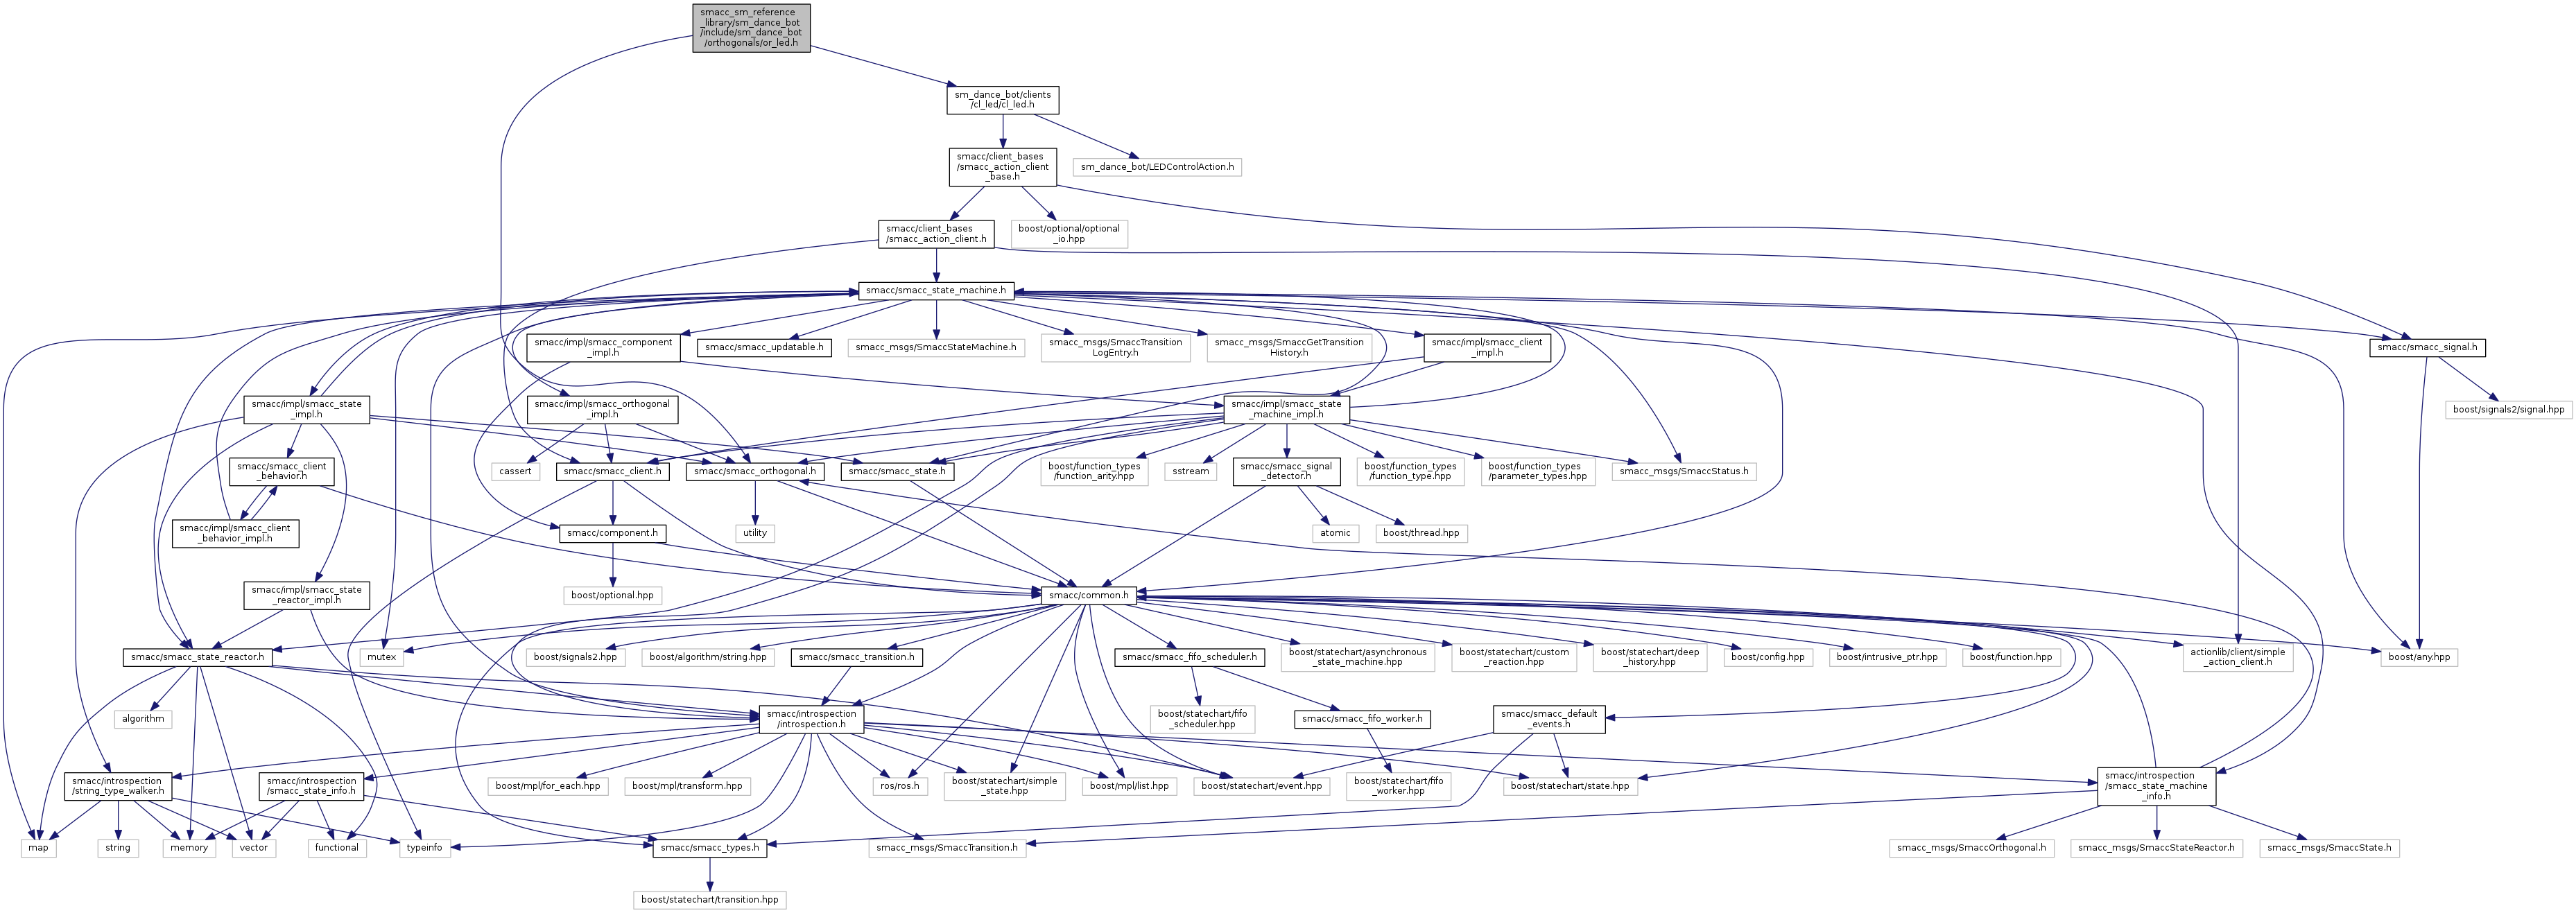 smacc_sm_reference
_library/sm_dance_bot
/include/sm_dance_bot
/orthogonals/or_led.h
sm_dance_bot/clients
/cl_led/cl_led.h
smacc/client_bases
/smacc_action_client
_base.h
sm_dance_bot/LEDControlAction.h
smacc/client_bases
/smacc_action_client.h
boost/optional/optional
_io.hpp
smacc/smacc_state_machine.h
smacc/impl/smacc_component
_impl.h
smacc/smacc_updatable.h
smacc_msgs/SmaccStateMachine.h
smacc_msgs/SmaccTransition
LogEntry.h
smacc_msgs/SmaccGetTransition
History.h
smacc/impl/smacc_client
_impl.h
smacc/smacc_signal.h
smacc/impl/smacc_state
_impl.h
smacc/impl/smacc_orthogonal
_impl.h
smacc/impl/smacc_state
_machine_impl.h
boost/signals2/signal.hpp
smacc/smacc_client
_behavior.h
cassert
smacc/smacc_client.h
smacc/smacc_orthogonal.h
smacc/smacc_state.h
boost/function_types
/function_arity.hpp
sstream
smacc/smacc_signal
_detector.h
boost/function_types
/function_type.hpp
boost/function_types
/parameter_types.hpp
smacc_msgs/SmaccStatus.h
smacc/impl/smacc_client
_behavior_impl.h
smacc/component.h
utility
atomic
boost/thread.hpp
smacc/impl/smacc_state
_reactor_impl.h
boost/optional.hpp
smacc/common.h
smacc/smacc_state_reactor.h
mutex
boost/signals2.hpp
boost/algorithm/string.hpp
smacc/smacc_transition.h
smacc/smacc_fifo_scheduler.h
boost/statechart/asynchronous
_state_machine.hpp
boost/statechart/custom
_reaction.hpp
boost/statechart/deep
_history.hpp
boost/config.hpp
boost/intrusive_ptr.hpp
boost/function.hpp
actionlib/client/simple
_action_client.h
boost/any.hpp
algorithm
smacc/introspection
/introspection.h
boost/statechart/fifo
_scheduler.hpp
smacc/smacc_fifo_worker.h
smacc/smacc_default
_events.h
smacc/introspection
/string_type_walker.h
smacc/introspection
/smacc_state_info.h
boost/mpl/for_each.hpp
boost/mpl/transform.hpp
ros/ros.h
boost/statechart/simple
_state.hpp
boost/mpl/list.hpp
boost/statechart/event.hpp
boost/statechart/fifo
_worker.hpp
boost/statechart/state.hpp
smacc/introspection
/smacc_state_machine
_info.h
map
string
memory
vector
functional
typeinfo
smacc/smacc_types.h
smacc_msgs/SmaccTransition.h
smacc_msgs/SmaccOrthogonal.h
smacc_msgs/SmaccStateReactor.h
smacc_msgs/SmaccState.h
boost/statechart/transition.hpp